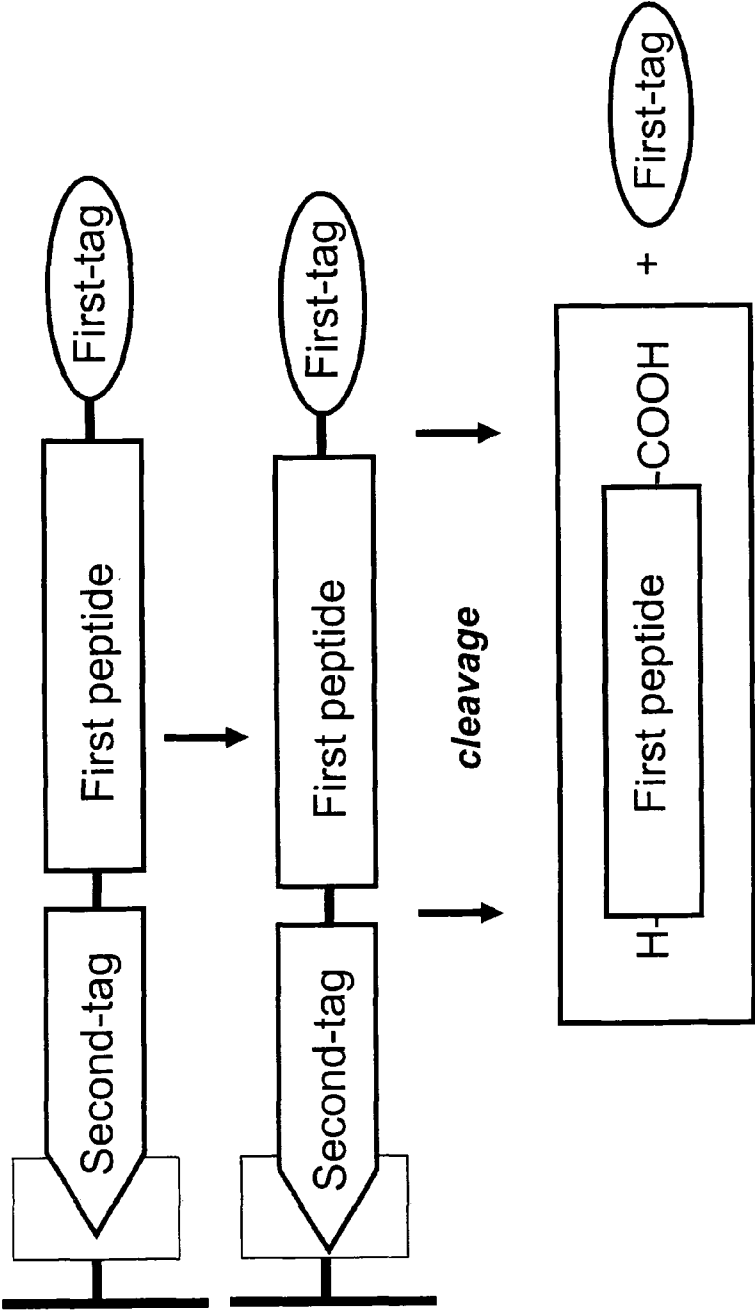 Second-tag First peptide First-tag
Second-tag First peptide First-tag
cleavage
H- First peptide -COOH + First-tag